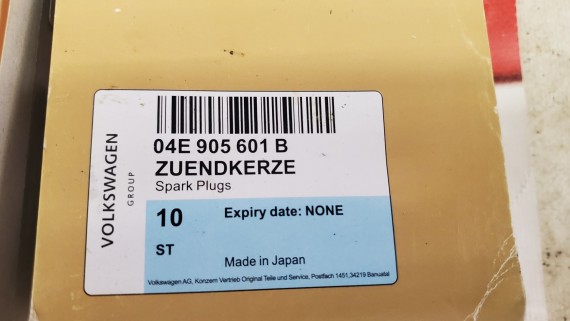 VOLKSWAGEN
GROUP
04E 905 601 B
ZUENDKERZE
Spark Plugs
10
Expiry date: NONE
ST
Made in Japan
Volkswagen AG, Konzern Vertrieb Original Teile und Service, Postfach 1451.34219 Baunatal